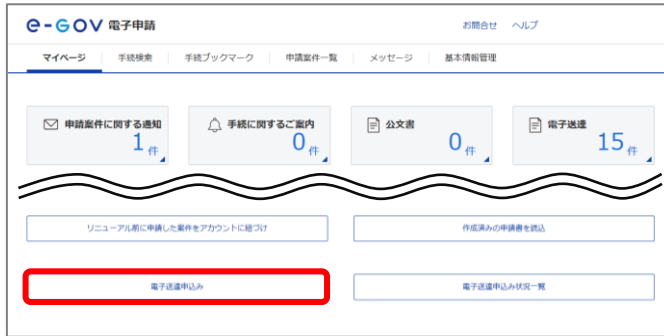 e-GOV 電子申請
お問合せ ヘルプ
マイページ 手続検索 手続ブックマーク 申請案件一覧 メッセージ 基本情報管理
申請案件に関する通知 1件
手続に関するご案内 0件
公文書 0件
電子送達 15件
リニューアル前に申請した案件をアカウントに紐づけ
作成済みの申請書を読込
電子送達申込み
電子送達申込み状況一覧